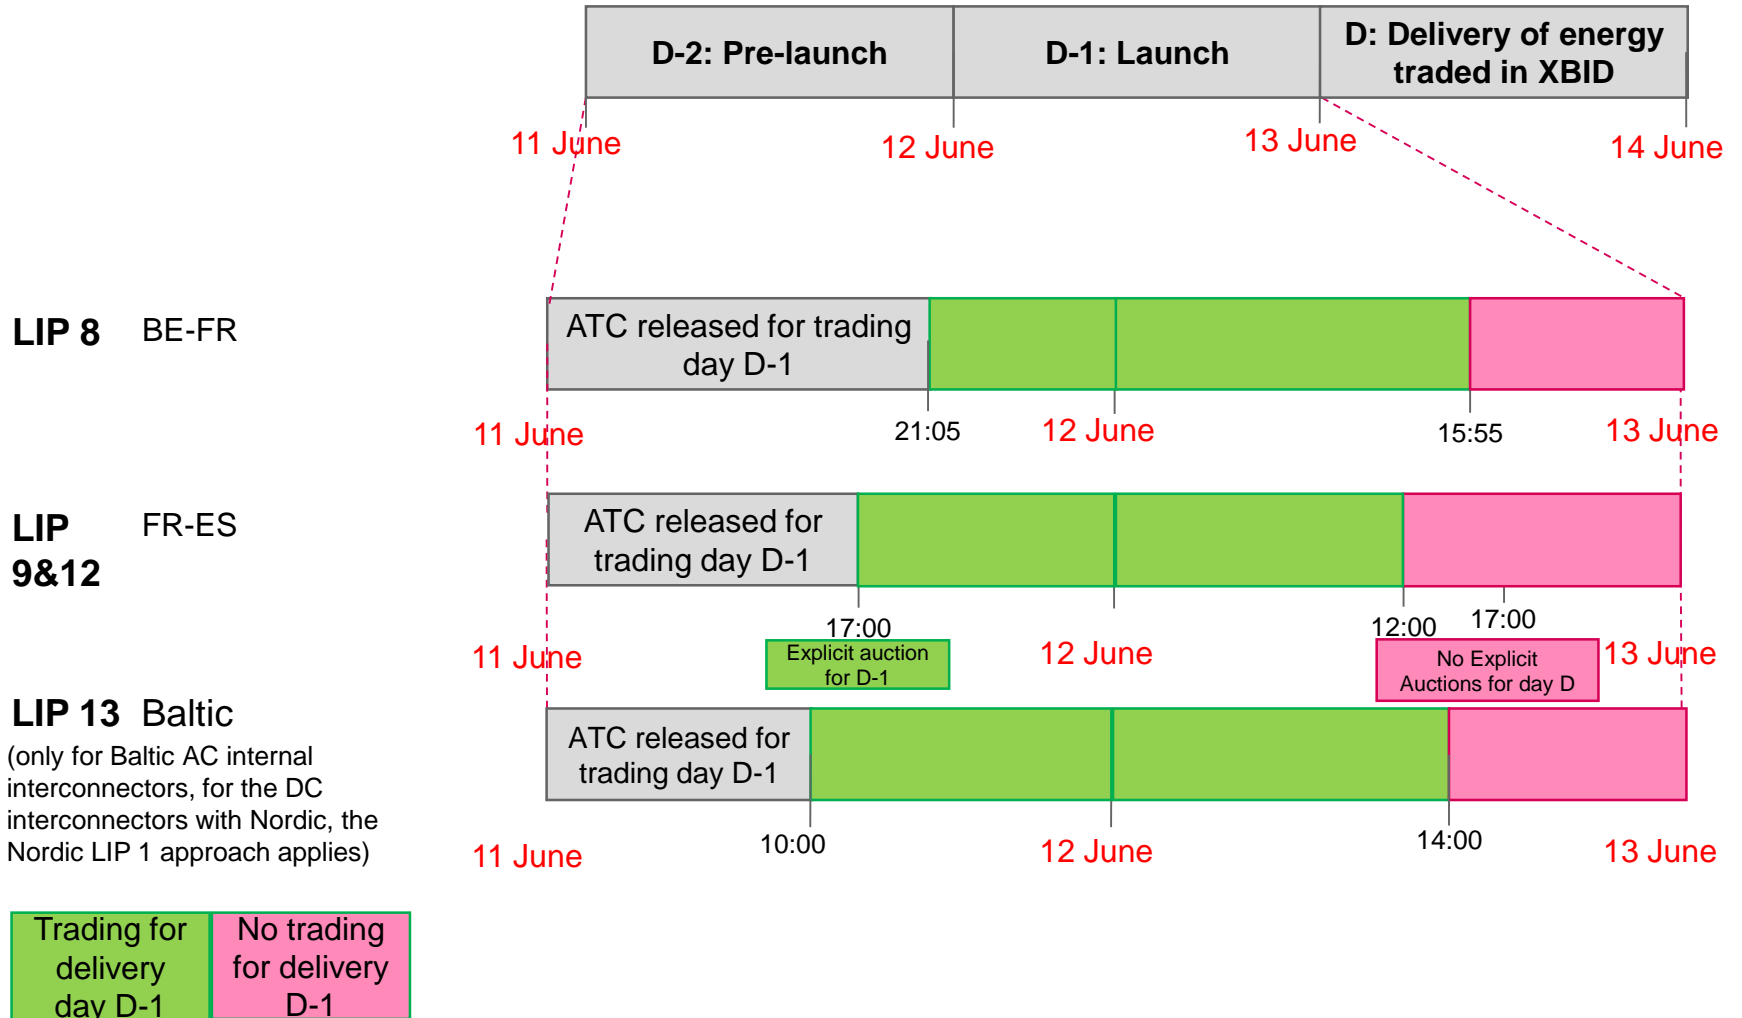 D-2: Pre-launch
D-1: Launch
D: Delivery of energy
traded in XBID
11 June
12 June
13 June
14 June
LIP 8 BE-FR
ATC released for trading
day D-1
11 June
21:05
12 June
15:55
13 June
LIP
9&12
FR-ES
ATC released for
trading day D-1
17:00
12:00
17:00
11 June
Explicit auction
for D-1
12 June
No Explicit
Auctions for day D
13 June
LIP 13 Baltic
(only for Baltic AC internal
interconnectors, for the DC
interconnectors with Nordic, the
Nordic LIP 1 approach applies)
ATC released for
trading day D-1
11 June
10:00
12 June
14:00
13 June
Trading for
delivery
day D-1
No trading
for delivery
D-1